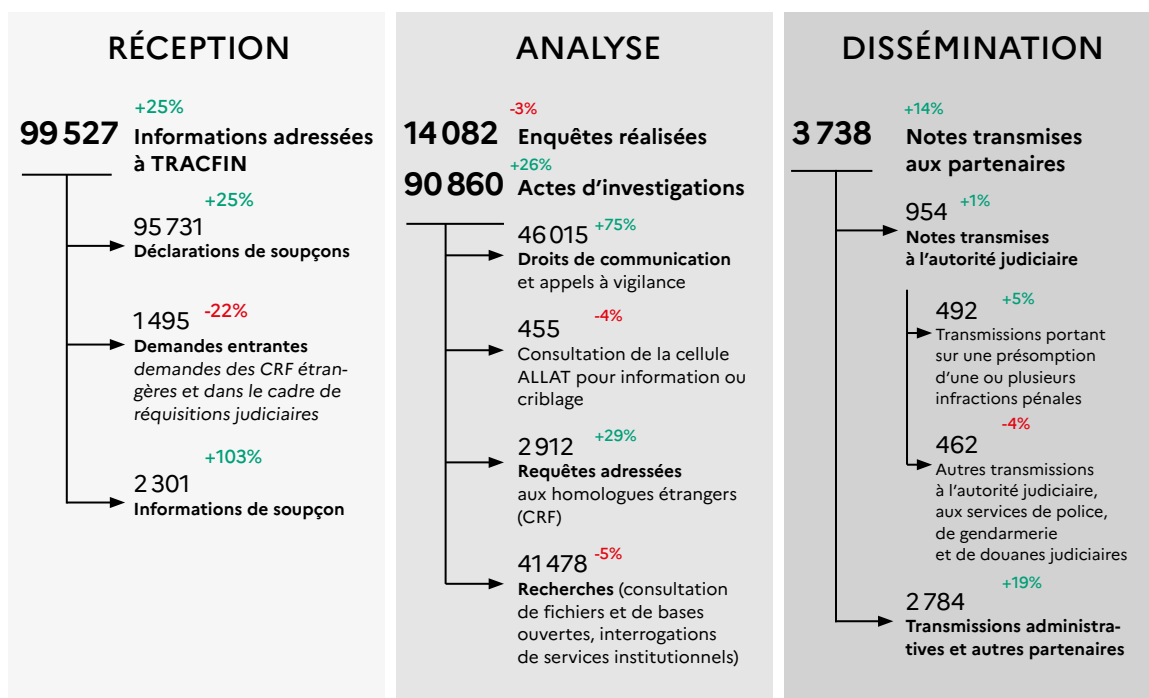 RÉCEPTION
+25%
99 527 Informations adressées
à TRACFIN
+25%
95 731
Déclarations de soupçons
1 495 -22%
Demandes entrantes
demandes des CRF étran-
gères et dans le cadre de
réquisitions judiciaires
+103%
2 301
Informations de soupçon
ANALYSE
-3%
14 082 Enquêtes réalisées
+26%
90 860 Actes d'investigations
46 015 +75%
Droits de communication
et appels à vigilance
-4%
455
Consultation de la cellule
ALLAT pour information ou
criblage
2 912 +29%
Requêtes adressées
aux homologues étrangers
(CRF)
41 478 -5%
Recherches (consultation
de fichiers et de bases
ouvertes, interrogations
de services institutionnels)
DISSÉMINATION
+14%
3 738 Notes transmises
aux partenaires
954 +1%
Notes transmises
à l'autorité judiciaire
492 +5%
Transmissions portant
sur une présomption
d'une ou plusieurs
infractions pénales
-4%
462
Autres transmissions
à l'autorité judiciaire,
aux services de police,
de gendarmerie
et de douanes judiciaires
+19%
2 784
Transmissions administra-
tives et autres partenaires